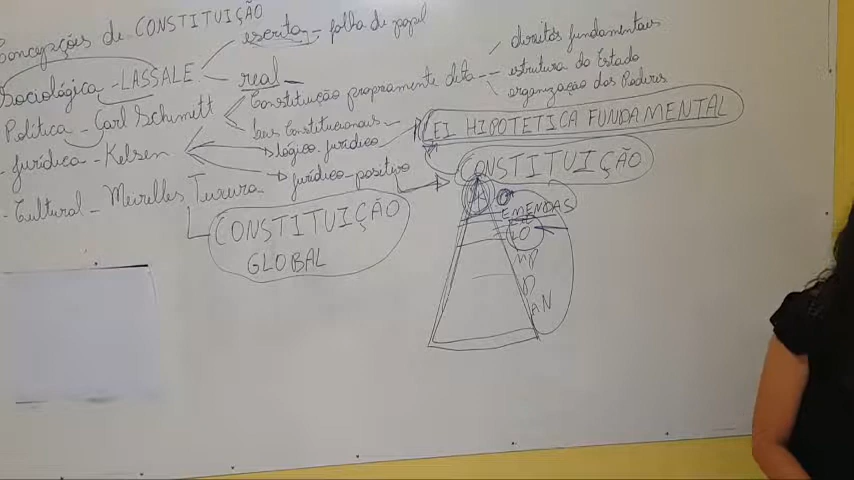 Concepções de CONSTITUIÇÃO
escrita - folha de papel
Sociológica - LASSALE
real
Política - Carl Schmitt
Constituição propriamente dita
direitos fundamentais
estrutura do Estado
organização dos Poderes
Leis Constitucionais
Jurídica - Kelsen
lógico-jurídico
LEI HIPOTETICA FUNDAMENTAL
jurídico-positivo
CONSTITUIÇÃO
Cultural - Meirelles Teixeira
CONSTITUIÇÃO
GLOBAL
EMENDAS
LO
MP
D
AN